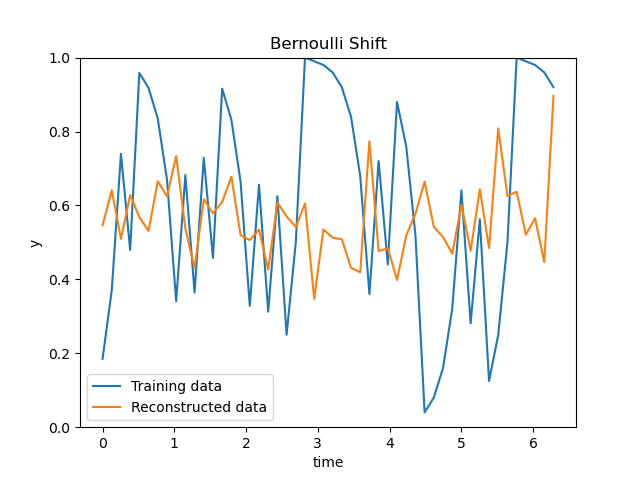 Bernoulli Shift
1.0
0.8
0.6
0.4
0.2
0.0
y
Training data
Reconstructed data
0 1 2 3 4 5 6
time